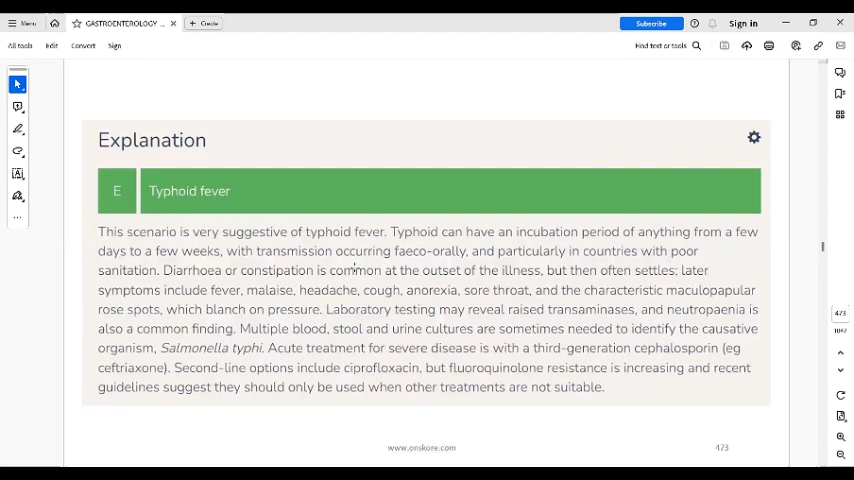 Menu
GASTROENTEROLOGY ...
Create
Subscribe
Sign in
All tools
Edit
Convert
Sign
Find text or tools
Explanation
E
Typhoid fever
This scenario is very suggestive of typhoid fever. Typhoid can have an incubation period of anything from a few
days to a few weeks, with transmission occurring faeco-orally, and particularly in countries with poor
sanitation. Diarrhoea or constipation is common at the outset of the illness, but then often settles; later
symptoms include fever, malaise, headache, cough, anorexia, sore throat, and the characteristic maculopapular
rose spots, which blanch on pressure. Laboratory testing may reveal raised transaminases, and neutropaenia is
also a common finding. Multiple blood, stool and urine cultures are sometimes needed to identify the causative
organism, Salmonella typhi. Acute treatment for severe disease is with a third-generation cephalosporin (eg
ceftriaxone). Second-line options include ciprofloxacin, but fluoroquinolone resistance is increasing and recent
guidelines suggest they should only be used when other treatments are not suitable.
www.onskore.com
473
473